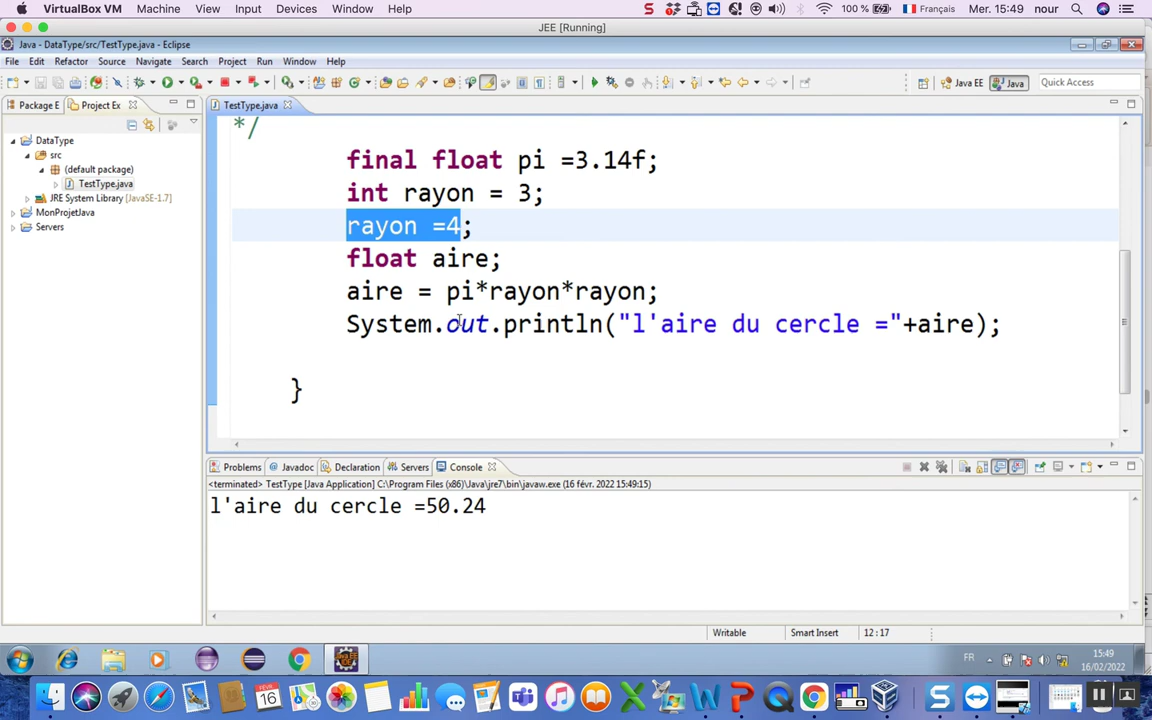 VirtualBox VM Machine View Input Devices Window Help 100 % Français Mer. 15:49 nour
JEE [Running]
Java - DataType/src/TestType.java - Eclipse
File Edit Refactor Source Navigate Search Project Run Window Help
Java EE Java Quick Access
Package E Project Ex
TestType.java
DataType
src
(default package)
TestType.java
JRE System Library [JavaSE-1.7]
MonProjetJava
Servers
*/
final float pi =3.14f;
int rayon = 3;
rayon =4;
float aire;
aire = pi*rayon*rayon;
System.out.println("l'aire du cercle ="+aire);
}
Problems @ Javadoc Declaration Servers Console
<terminated> TestType [Java Application] C:\Program Files (x86)\Java\jre7\bin\javaw.exe (16 févr. 2022 15:49:15)
l'aire du cercle =50.24
Writable Smart Insert 12 : 17
FR 15:49
16/02/2022